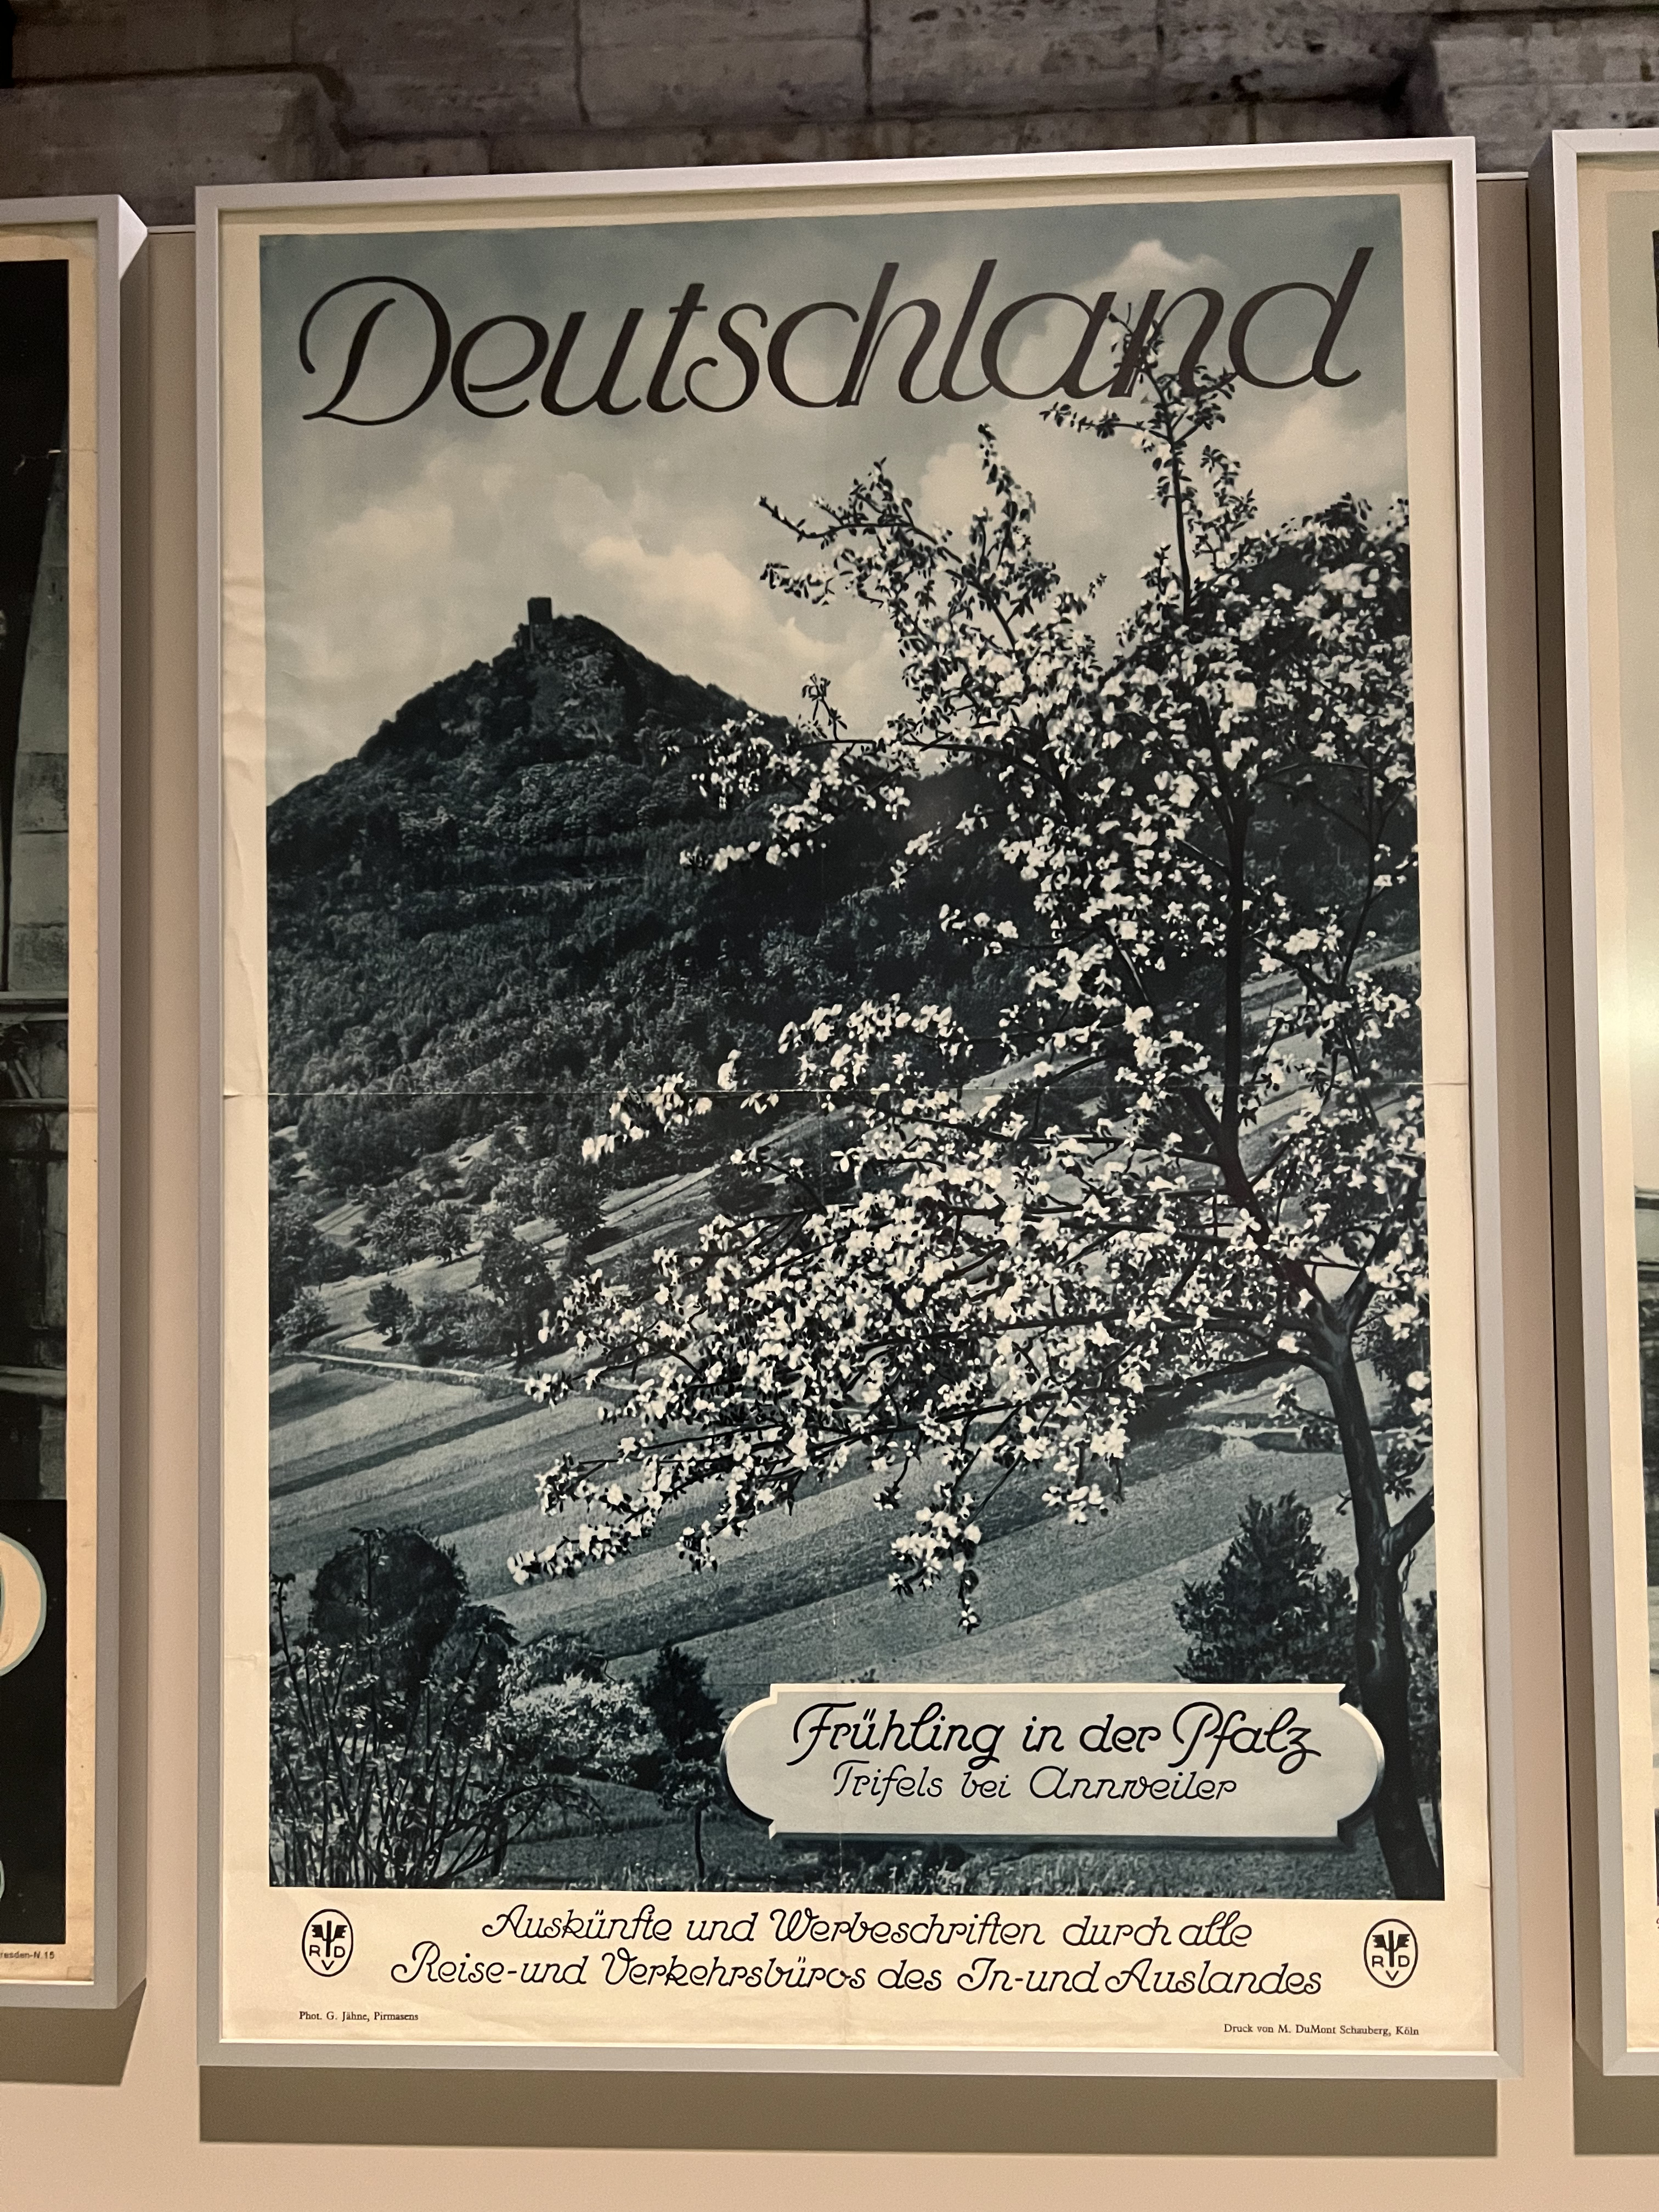 Deutschland
Frühling in der Pfalz
Trifels bei Annweiler
Auskünfte und Werbeschriften durch alle
Reise-und Verkehrsbüros des In-und Auslandes
RDV
RDV
Phot. G. Jähne, Pirmasens
Druck von M. DuMont Schauberg, Köln
resden-N.15